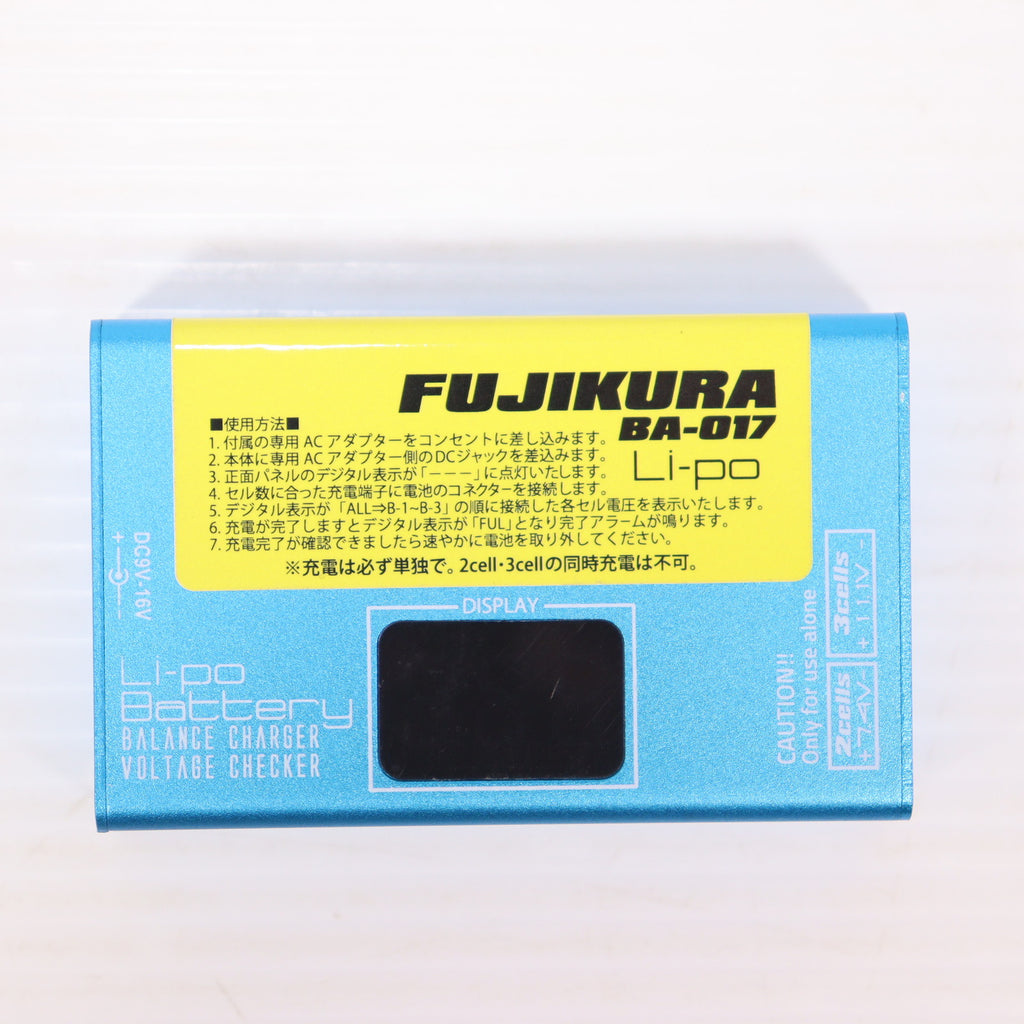 FUJIKURA
BA-017
Li-po
■使用方法■
1. 付属の専用 AC アダプターをコンセントに差し込みます。
2. 本体に専用 AC アダプター側のDCジャックを差込みます。
3. 正面パネルのデジタル表示が「－－－」に点灯いたします。
4. セル数に合った充電端子に電池のコネクターを接続します。
5. デジタル表示が「ALL⇒B-1~B-3」の順に接続した各セル電圧を表示いたします。
6. 充電が完了しますとデジタル表示が「FUL」となり完了アラームが鳴ります。
7. 充電完了が確認できましたら速やかに電池を取り外してください。
※充電は必ず単独で。2cell・3cellの同時充電は不可。
DC9V-16V
+ -
DISPLAY
Li-po
Battery
BALANCE CHARGER
VOLTAGE CHECKER
CAUTION!!
Only for use alone
2cells
+ 7.4V -
3cells
+ 11.1V -